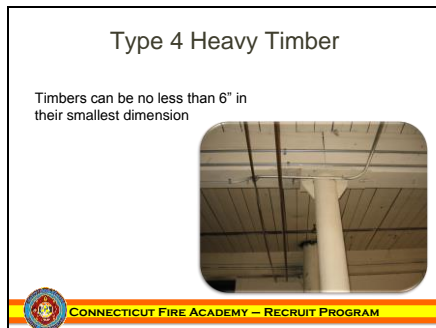 Type 4 Heavy Timber
Timbers can be no less than 6” in
their smallest dimension
CONNECTICUT FIRE ACADEMY – RECRUIT PROGRAM